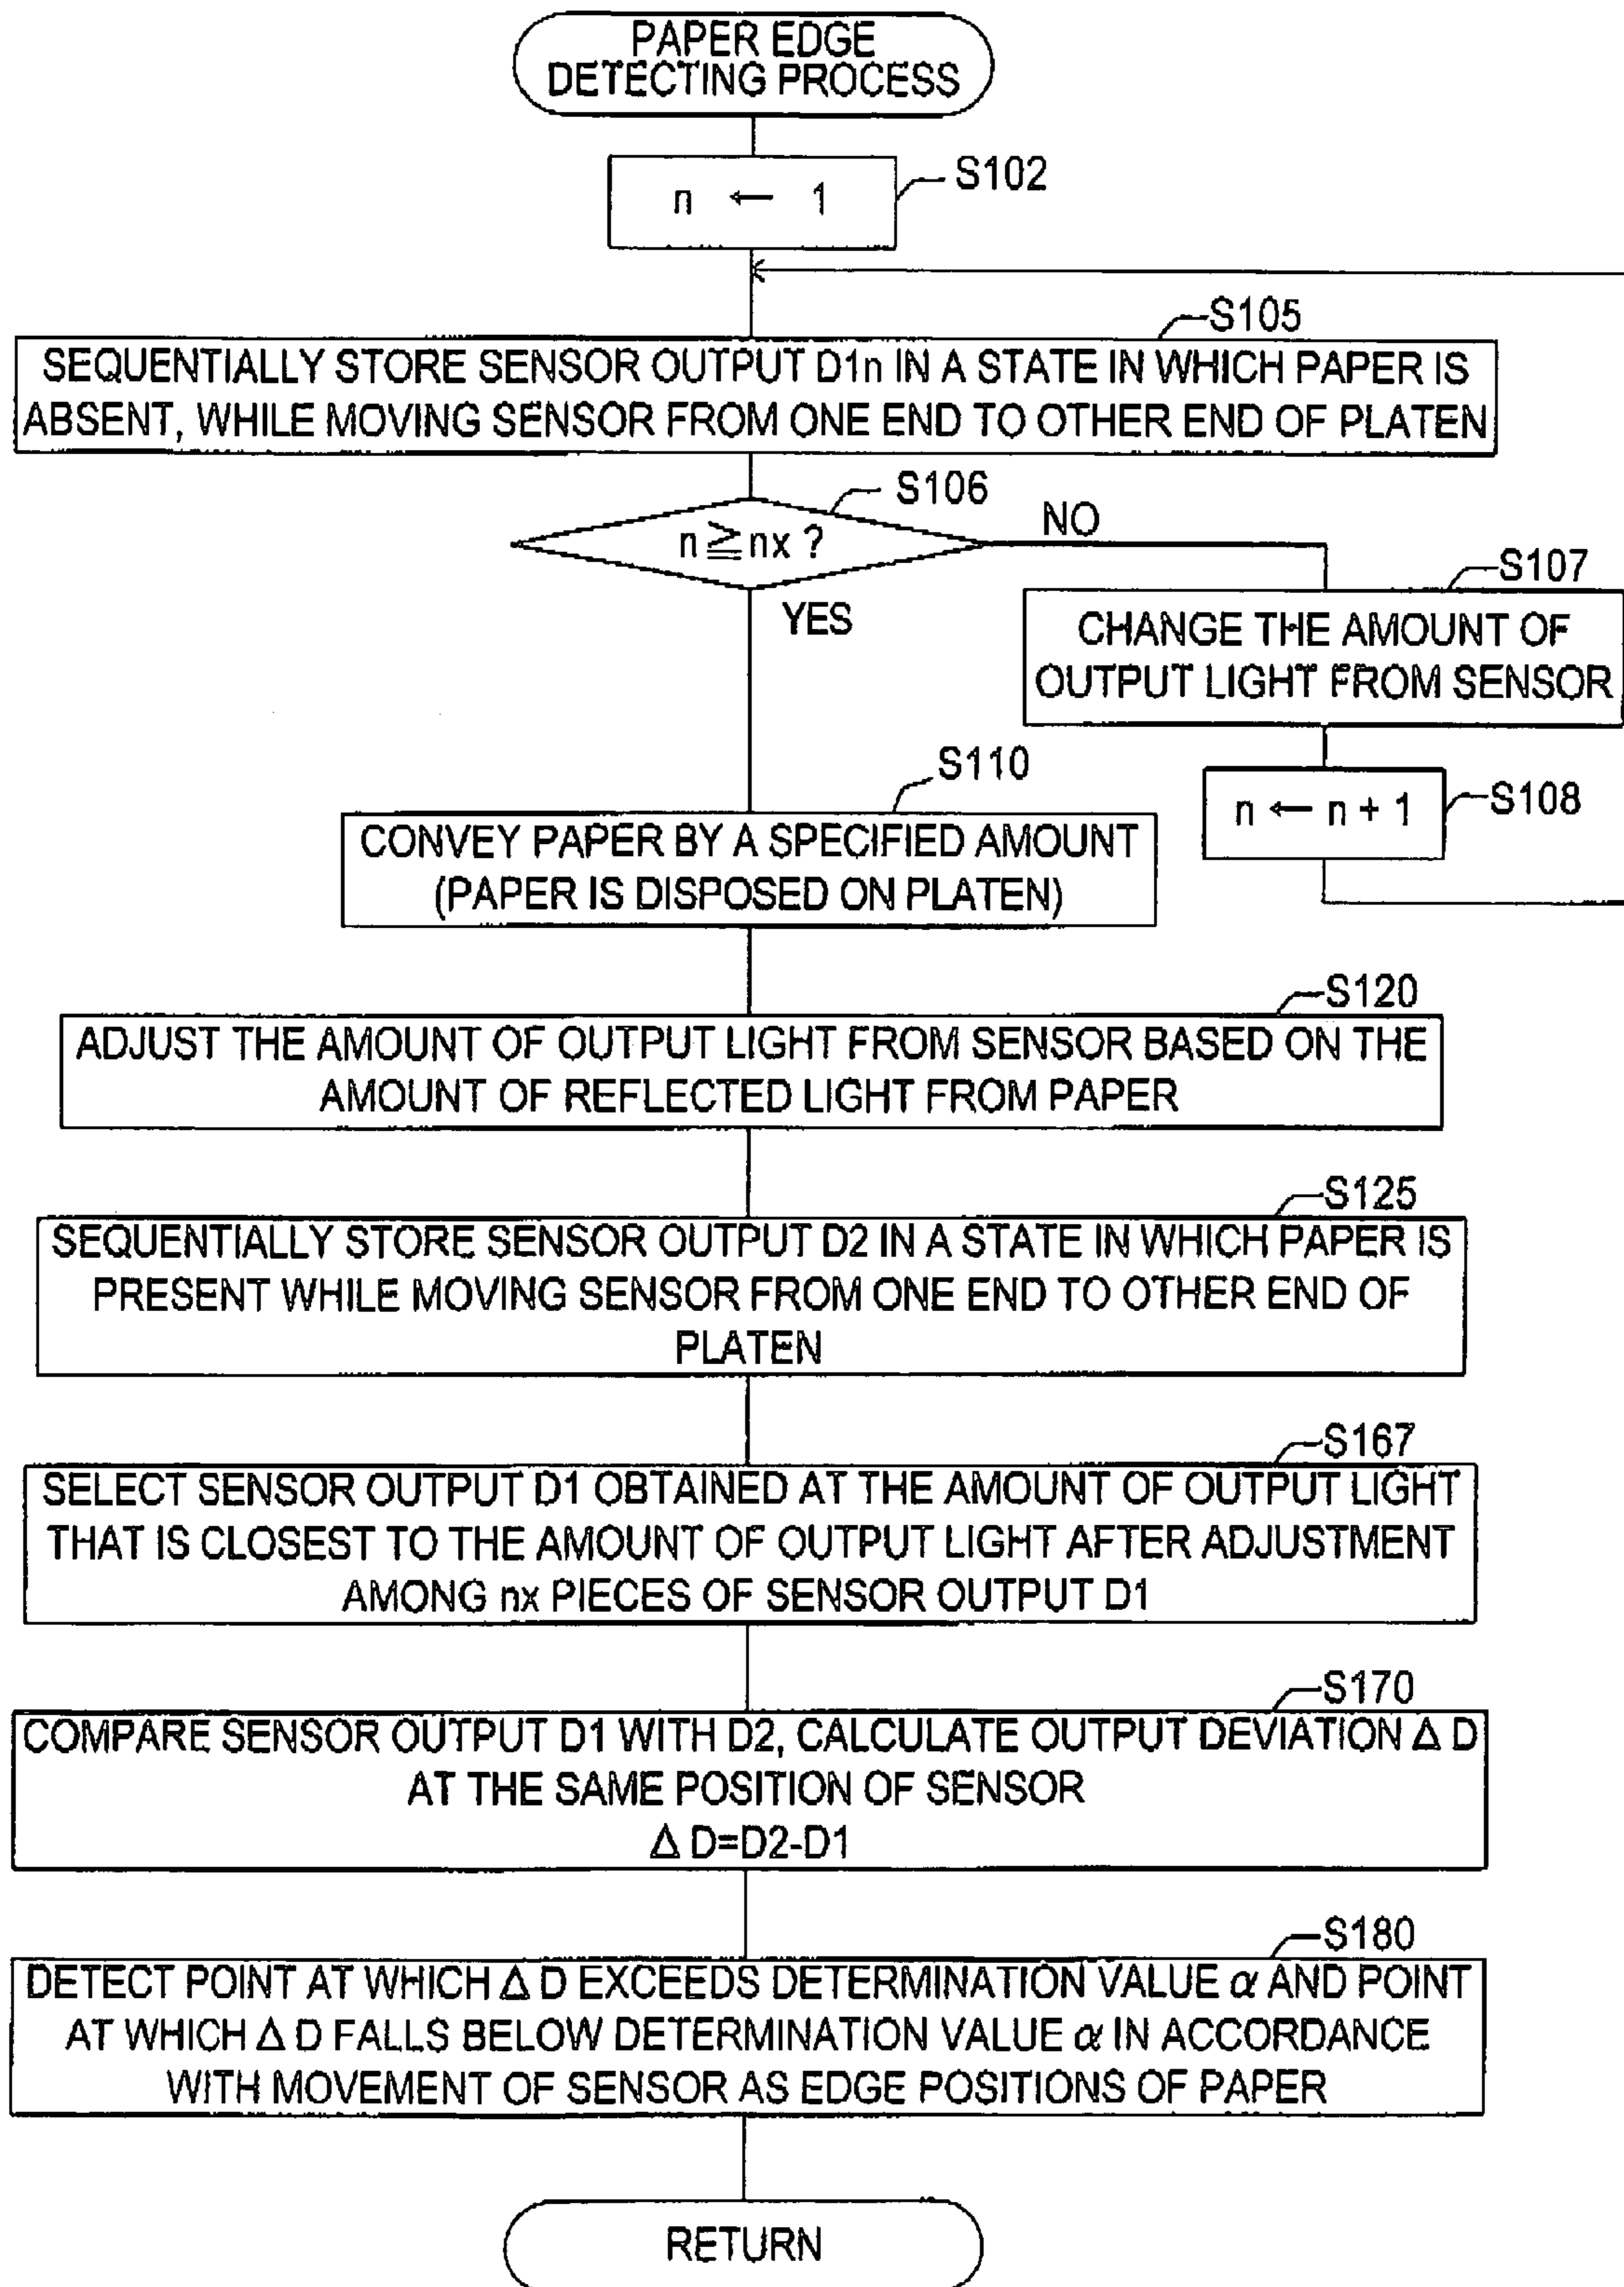 PAPER EDGE
DETECTING PROCESS
S102
n ← 1
S105
SEQUENTIALLY STORE SENSOR OUTPUT D1n IN A STATE IN WHICH PAPER IS
ABSENT, WHILE MOVING SENSOR FROM ONE END TO OTHER END OF PLATEN
S106
n ≧ nx ?
NO
YES
S107
CHANGE THE AMOUNT OF
OUTPUT LIGHT FROM SENSOR
S108
n ← n + 1
S110
CONVEY PAPER BY A SPECIFIED AMOUNT
(PAPER IS DISPOSED ON PLATEN)
S120
ADJUST THE AMOUNT OF OUTPUT LIGHT FROM SENSOR BASED ON THE
AMOUNT OF REFLECTED LIGHT FROM PAPER
S125
SEQUENTIALLY STORE SENSOR OUTPUT D2 IN A STATE IN WHICH PAPER IS
PRESENT WHILE MOVING SENSOR FROM ONE END TO OTHER END OF
PLATEN
S167
SELECT SENSOR OUTPUT D1 OBTAINED AT THE AMOUNT OF OUTPUT LIGHT
THAT IS CLOSEST TO THE AMOUNT OF OUTPUT LIGHT AFTER ADJUSTMENT
AMONG nx PIECES OF SENSOR OUTPUT D1
S170
COMPARE SENSOR OUTPUT D1 WITH D2, CALCULATE OUTPUT DEVIATION Δ D
AT THE SAME POSITION OF SENSOR
Δ D=D2-D1
S180
DETECT POINT AT WHICH Δ D EXCEEDS DETERMINATION VALUE α AND POINT
AT WHICH Δ D FALLS BELOW DETERMINATION VALUE α IN ACCORDANCE
WITH MOVEMENT OF SENSOR AS EDGE POSITIONS OF PAPER
RETURN